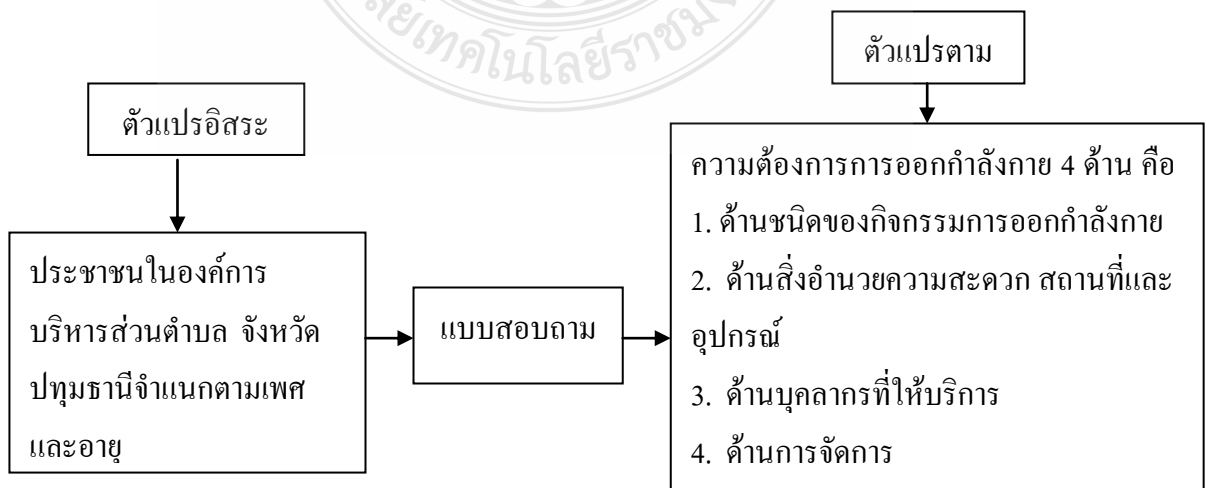 ตัวแปรอิสระ
ประชาชนในองค์การ
บริหารส่วนตำบล จังหวัด
ปทุมธานีจำแนกตามเพศ
และอายุ
แบบสอบถาม
ตัวแปรตาม
ความต้องการการออกกำลังกาย 4 ด้าน คือ
1. ด้านชนิดของกิจกรรมการออกกำลังกาย
2. ด้านสิ่งอำนวยความสะดวก สถานที่และ
อุปกรณ์
3. ด้านบุคลากรที่ให้บริการ
4. ด้านการจัดการ